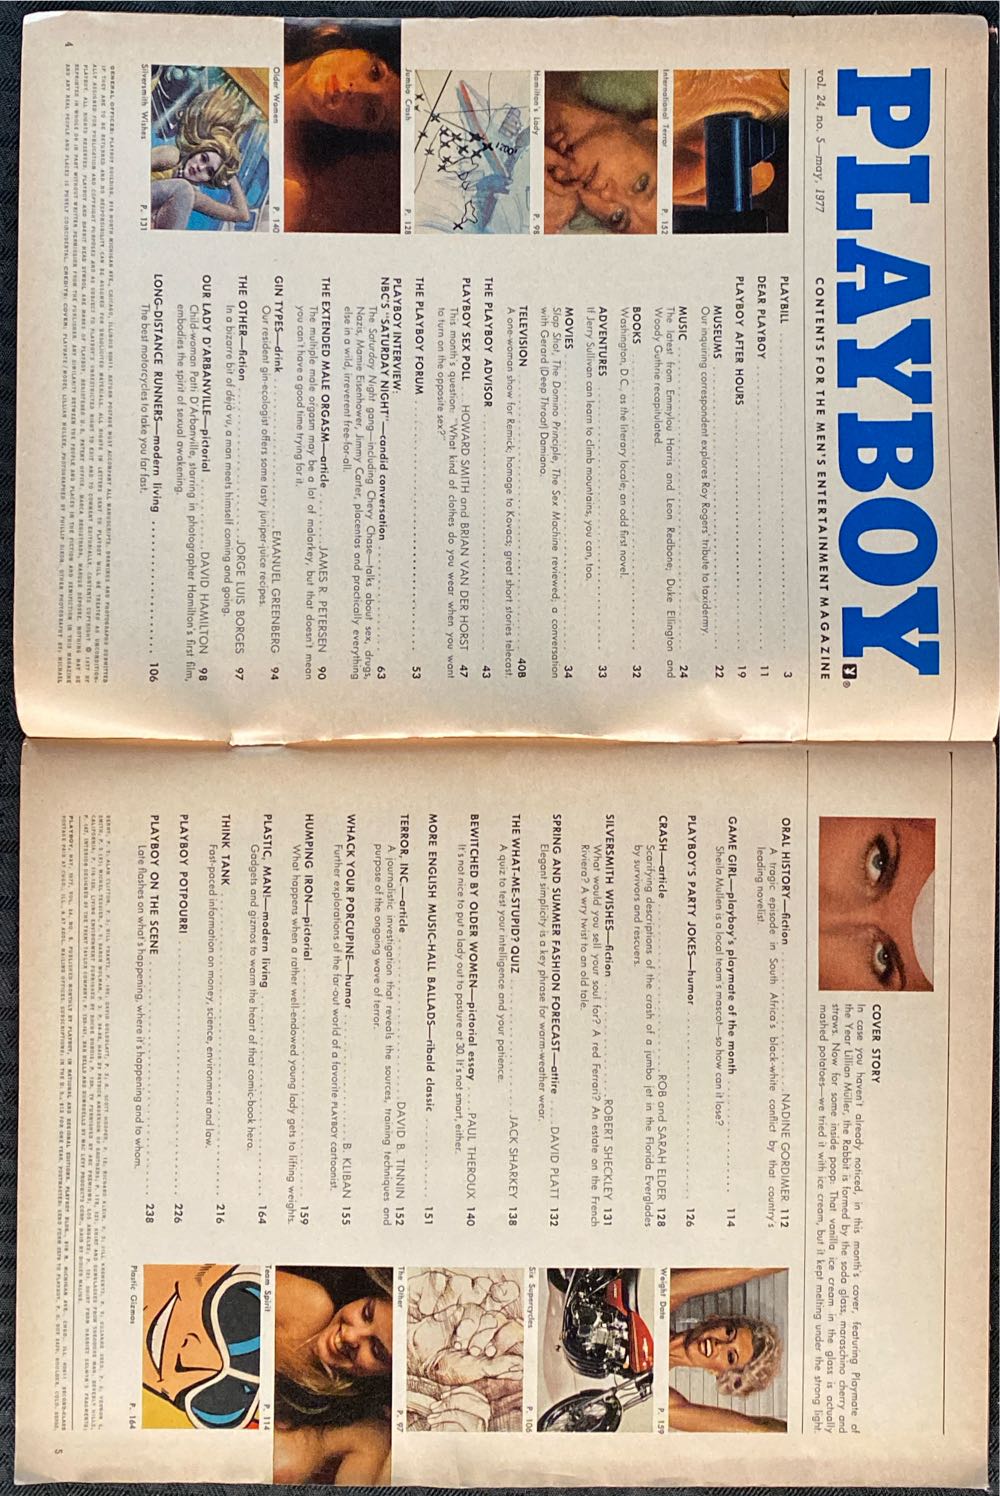 PLAYBOY®
vol. 24, no. 5—may, 1977
CONTENTS FOR THE MEN'S ENTERTAINMENT MAGAZINE
PLAYBILL 3
DEAR PLAYBOY 11
PLAYBOY AFTER HOURS 19
MUSEUMS 22
Our inquiring correspondent explores Roy Rogers' tribute to taxidermy.
MUSIC 24
The latest from Emmylou Harris and Leon Redbone; Duke Ellington and
Woody Guthrie recapitulated.
BOOKS 32
Washington, D.C., as the literary locale; an odd first novel.
ADVENTURES 33
If Jerry Sullivan can learn to climb mountains, you can, too.
MOVIES 34
Slap Shot, The Domino Principle, The Sex Machine reviewed; a conversation
with Gerard (Deep Throat) Damiano.
TELEVISION 40B
A one-woman show for Remick; homage to Kovacs; great short stories telecast.
THE PLAYBOY ADVISOR 43
PLAYBOY SEX POLL HOWARD SMITH and BRIAN VAN DER HORST 47
This month's question: "What kind of clothes do you wear when you want
to turn on the opposite sex?"
THE PLAYBOY FORUM 53
PLAYBOY INTERVIEW:
NBC'S "SATURDAY NIGHT"—candid conversation 63
The Saturday Night gang—including Chevy Chase—talks about sex, drugs,
Nazis, Mamie Eisenhower, Jimmy Carter, placentas and practically everything
else in a wild, irreverent free-for-all.
THE EXTENDED MALE ORGASM—article JAMES R. PETERSEN 90
The multiple male orgasm may be a lot of malarkey, but that doesn't mean
you can't have a good time trying for it.
GIN TYPES—drink EMANUEL GREENBERG 94
Our resident gin-ecologist offers some tasty juniper-juice recipes.
THE OTHER—fiction JORGE LUIS BORGES 97
In a bizarre bit of déjà vu, a man meets himself coming and going.
OUR LADY D'ARBANVILLE—pictorial DAVID HAMILTON 98
Child-woman Patti D'Arbanville, starring in photographer Hamilton's first film,
embodies the spirit of sexual awakening.
LONG-DISTANCE RUNNERS—modern living 106
The best motorcycles to take you far fast.
International Terror P. 152
Hamilton's Lady P. 98
1200'
Jumbo Crash P. 128
Older Women P. 140
Silversmith Wishes P. 131
4
COVER STORY
In case you haven't already noticed, in this month's cover, featuring Playmate of
the Year Lillian Müller, the Rabbit is formed by the soda glass, maraschino cherry and
straws. Now for some inside poop: That vanilla ice cream in the glass is actually
mashed potatoes—we tried it with ice cream, but it kept melting under the strong light.
ORAL HISTORY—fiction NADINE GORDIMER 112
A tragic episode in South Africa's black-white conflict by that country's
leading novelist.
GAME GIRL—playboy's playmate of the month 114
Sheila Mullen is a local team's mascot—so how can it lose?
PLAYBOY'S PARTY JOKES—humor 126
CRASH—article ROB and SARAH ELDER 128
Scarifying descriptions of the crash of a jumbo jet in the Florida Everglades
by survivors and rescuers.
SILVERSMITH WISHES—fiction ROBERT SHECKLEY 131
What would you sell your soul for? A red Ferrari? An estate on the French
Riviera? A wry twist to an old tale.
SPRING AND SUMMER FASHION FORECAST—attire DAVID PLATT 132
Elegant simplicity is a key phrase for warm-weather wear.
THE WHAT-ME-STUPID? QUIZ JACK SHARKEY 138
A quiz to test your intelligence and your patience.
BEWITCHED BY OLDER WOMEN—pictorial essay PAUL THEROUX 140
It's not nice to put a lady out to pasture at 30. It's not smart, either.
MORE ENGLISH MUSIC-HALL BALLADS—ribald classic 151
TERROR, INC—article DAVID B. TINNIN 152
A journalistic investigation that reveals the sources, training techniques and
purpose of the ongoing wave of terror.
WHACK YOUR PORCUPINE—humor B. KLIBAN 155
Further explorations of the far-out world of a favorite PLAYBOY cartoonist.
HUMPING IRON—pictorial 159
What happens when a rather well-endowed young lady gets to lifting weights.
PLASTIC, MAN!—modern living 164
Gadgets and gizmos to warm the heart of that comic-book hero.
THINK TANK 216
Fast-paced information on money, science, environment and law.
PLAYBOY POTPOURRI 226
PLAYBOY ON THE SCENE 238
Late flashes on what's happening, where it's happening and to whom.
Weight Date P. 159
Six Supercycles P. 106
The Other P. 97
Team Spirit P. 114
Plastic Gizmos P. 164
5